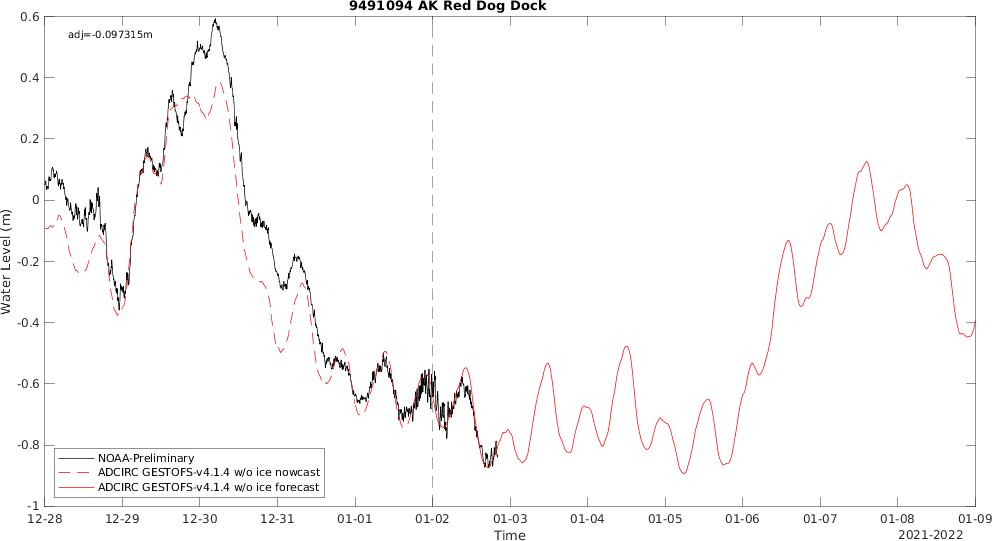 9491094 AK Red Dog Dock
adj=-0.097315m
0.6
0.4
0.2
0
-0.2
-0.4
-0.6
-0.8
-1
Water Level (m)
NOAA-Preliminary
ADCIRC GESTOFS-v4.1.4 w/o ice nowcast
ADCIRC GESTOFS-v4.1.4 w/o ice forecast
12-28 12-29 12-30 12-31 01-01 01-02 01-03 01-04 01-05 01-06 01-07 01-08 01-09
Time
2021-2022